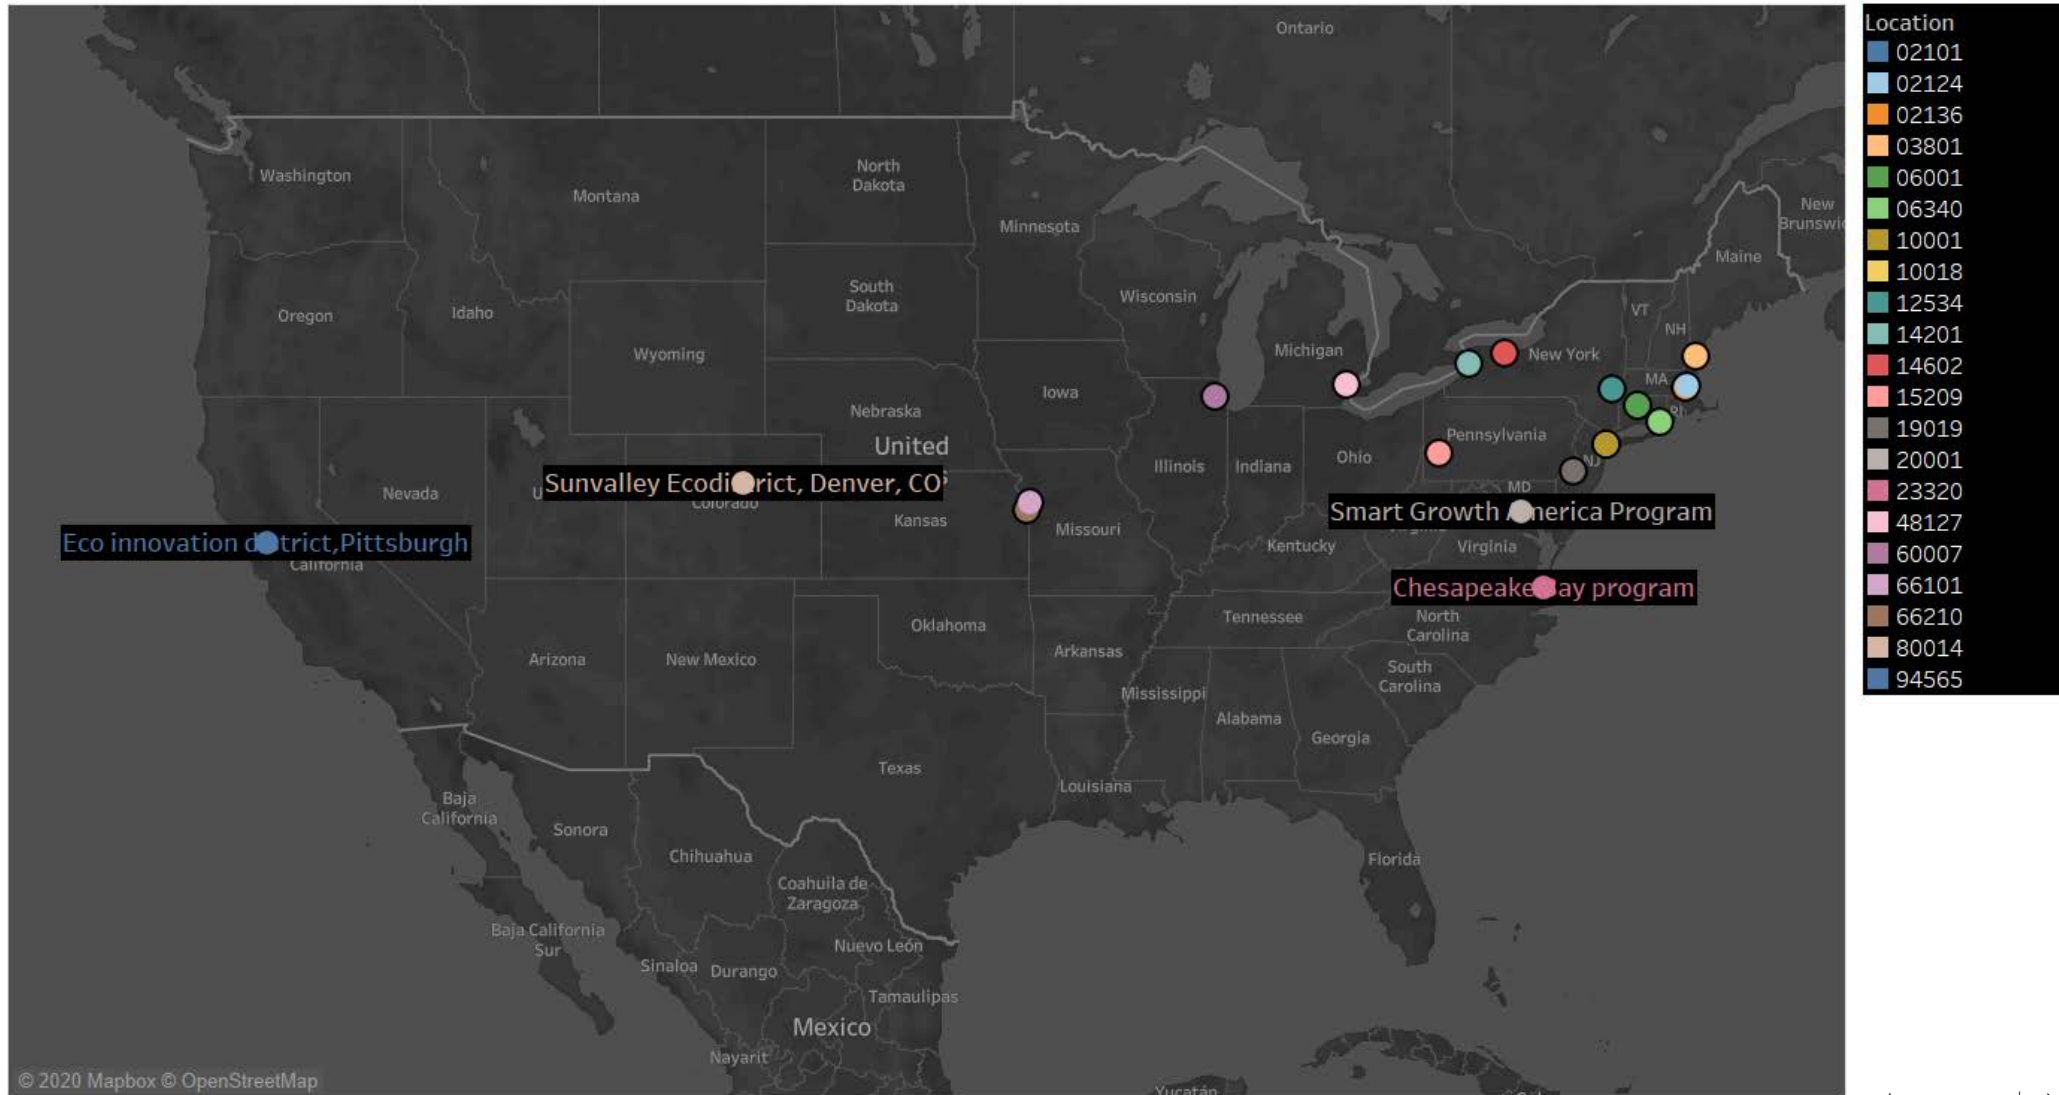 Ontario
Washington
Montana
North
Dakota
Minnesota
New
Brunswi
Maine
Oregon
Idaho
South
Dakota
Wisconsin
VT
NH
Wyoming
Michigan
New York
MA
RI
Nebraska
Iowa
United
Pennsylvania
Nevada
Illinois
Indiana
Ohio
NJ
MD
Sunvalley Ecodi rict, Denver, CO
Colorado
Kansas
Missouri
Smart Growth America Program
Eco innovation d trict,Pittsburgh
California
Kentucky
Virginia
Chesapeake Bay program
Oklahoma
Tennessee
North
Carolina
Arizona
New Mexico
Arkansas
South
Carolina
Mississippi
Alabama
Georgia
Texas
Louisiana
Baja
California
Sonora
Chihuahua
Florida
Coahuila de
Zaragoza
Baja California
Sur
Nuevo León
Sinaloa
Durango
Tamaulipas
Mexico
Nayarit
Yucatán
© 2020 Mapbox © OpenStreetMap
Location
02101
02124
02136
03801
06001
06340
10001
10018
12534
14201
14602
15209
19019
20001
23320
48127
60007
66101
66210
80014
94565